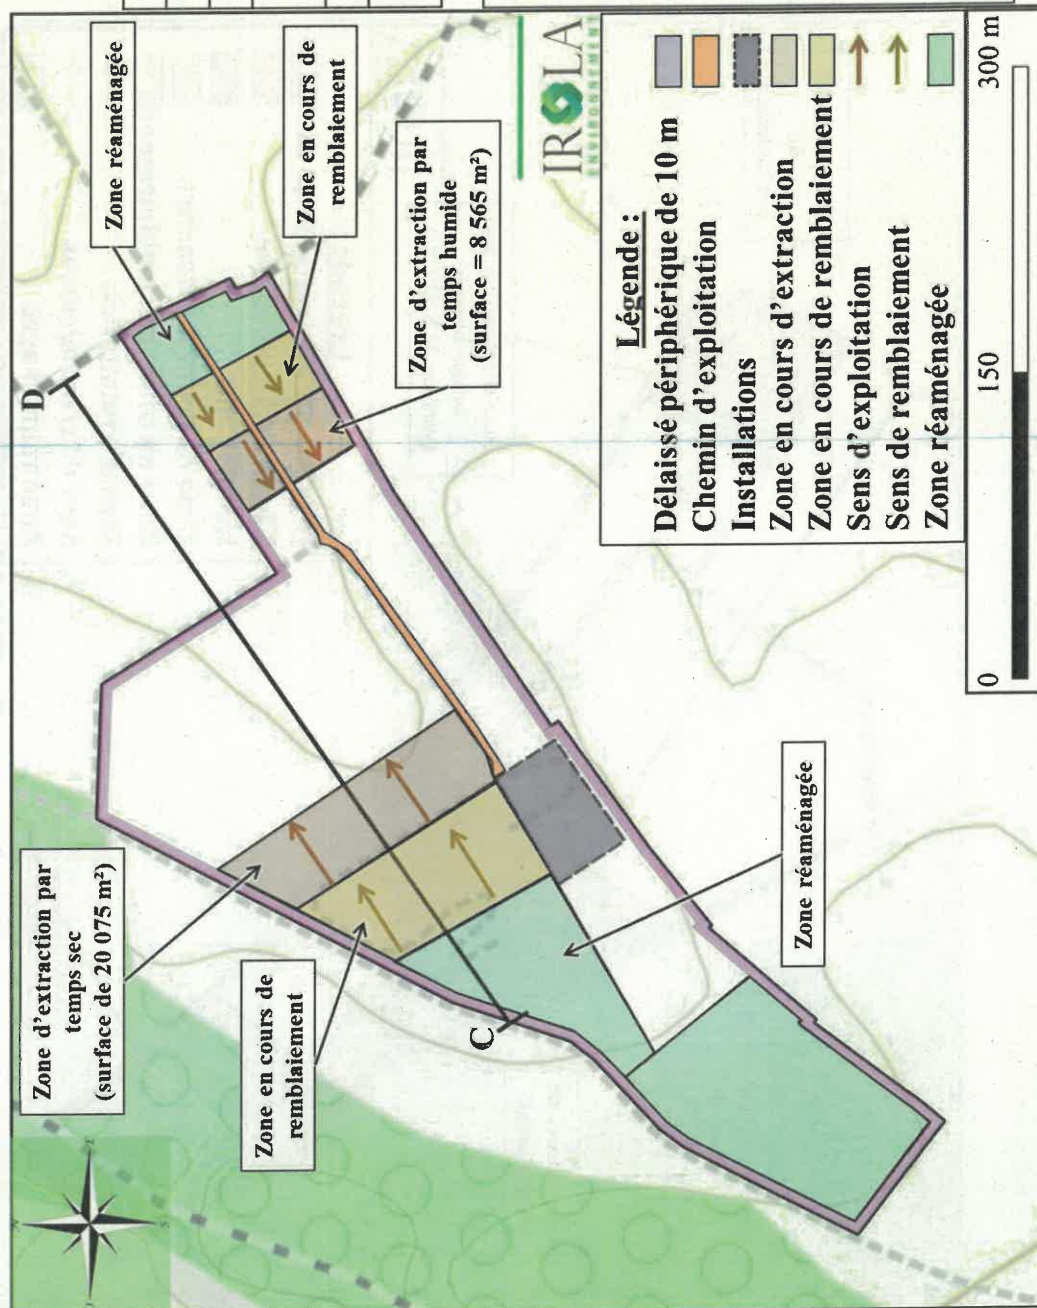 Zone d'extraction par
temps sec
(surface de 20 075 m²)
Zone en cours de
remblaiement
C
D
Zone réaménagée
Zone en cours de
remblaiement
Zone d'extraction par
temps humide
(surface = 8 565 m²)
Zone réaménagée
IROLA
ENVIRONNEMENT
Légende :
Délaissé périphérique de 10 m
Chemin d'exploitation
Installations
Zone en cours d'extraction
Zone en cours de remblaiement
Sens d'exploitation
Sens de remblaiement
Zone réaménagée
0
150
300 m